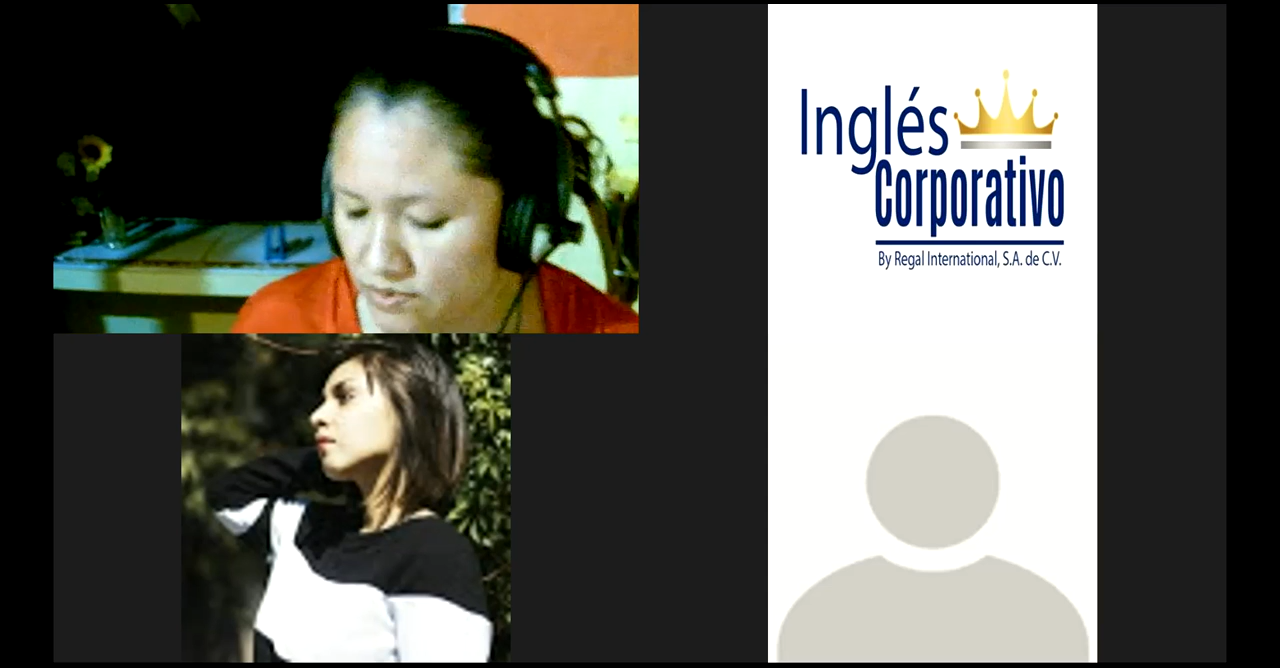 Inglés
Corporativo
By Regal International, S.A. de C.V.